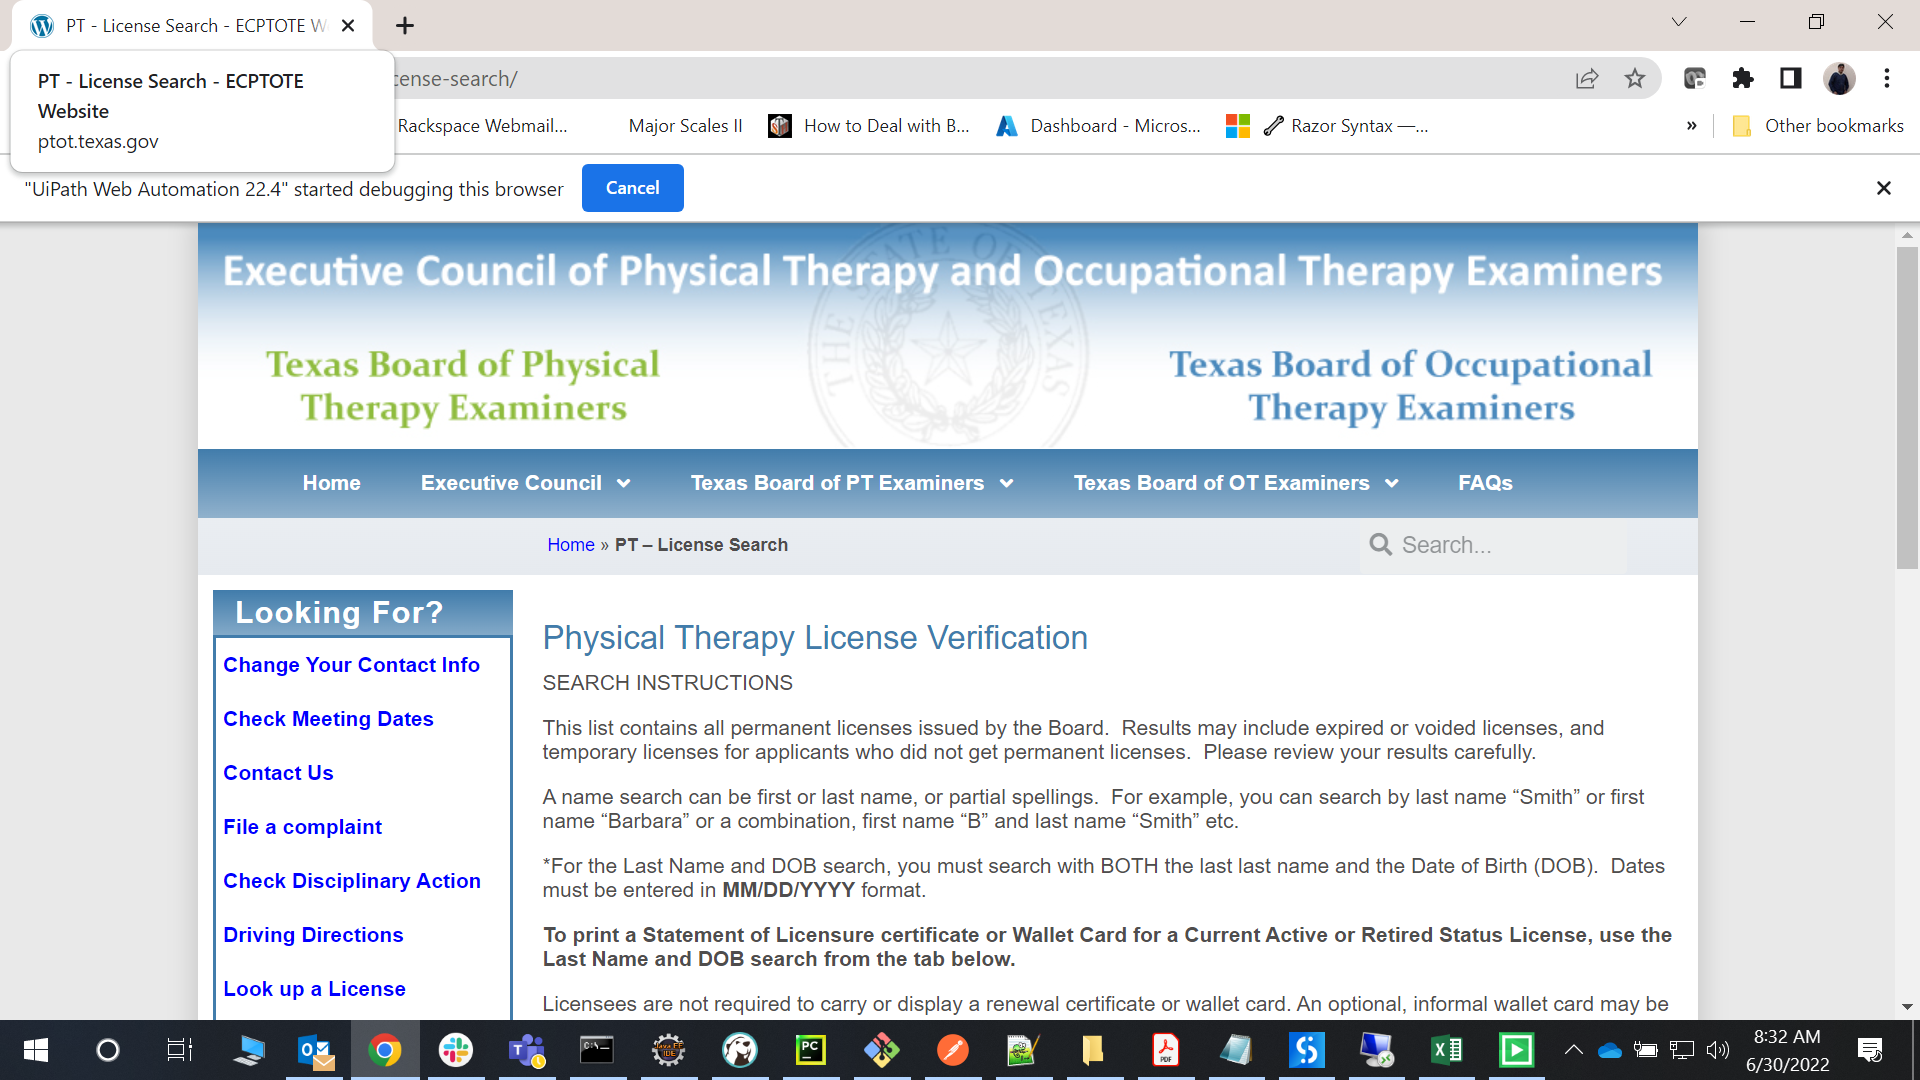 PT - License Search - ECPTOTE W
PT - License Search - ECPTOTE
Website
ptot.texas.gov
cense-search/
Rackspace Webmail...
Major Scales II
How to Deal with B...
Dashboard - Micros...
Razor Syntax —...
»
Other bookmarks
"UiPath Web Automation 22.4" started debugging this browser
Cancel
THE STATE OF TEXAS
Executive Council of Physical Therapy and Occupational Therapy Examiners
Texas Board of Physical
Therapy Examiners
Texas Board of Occupational
Therapy Examiners
Home
Executive Council
Texas Board of PT Examiners
Texas Board of OT Examiners
FAQs
Home » PT – License Search
Search...
Looking For?
Change Your Contact Info
Check Meeting Dates
Contact Us
File a complaint
Check Disciplinary Action
Driving Directions
Look up a License
Physical Therapy License Verification
SEARCH INSTRUCTIONS
This list contains all permanent licenses issued by the Board.  Results may include expired or voided licenses, and
temporary licenses for applicants who did not get permanent licenses.  Please review your results carefully.
A name search can be first or last name, or partial spellings.  For example, you can search by last name “Smith” or first
name “Barbara” or a combination, first name “B” and last name “Smith” etc.
*For the Last Name and DOB search, you must search with BOTH the last last name and the Date of Birth (DOB).  Dates
must be entered in MM/DD/YYYY format.
To print a Statement of Licensure certificate or Wallet Card for a Current Active or Retired Status License, use the
Last Name and DOB search from the tab below.
Licensees are not required to carry or display a renewal certificate or wallet card. An optional, informal wallet card may be
8:32 AM
6/30/2022